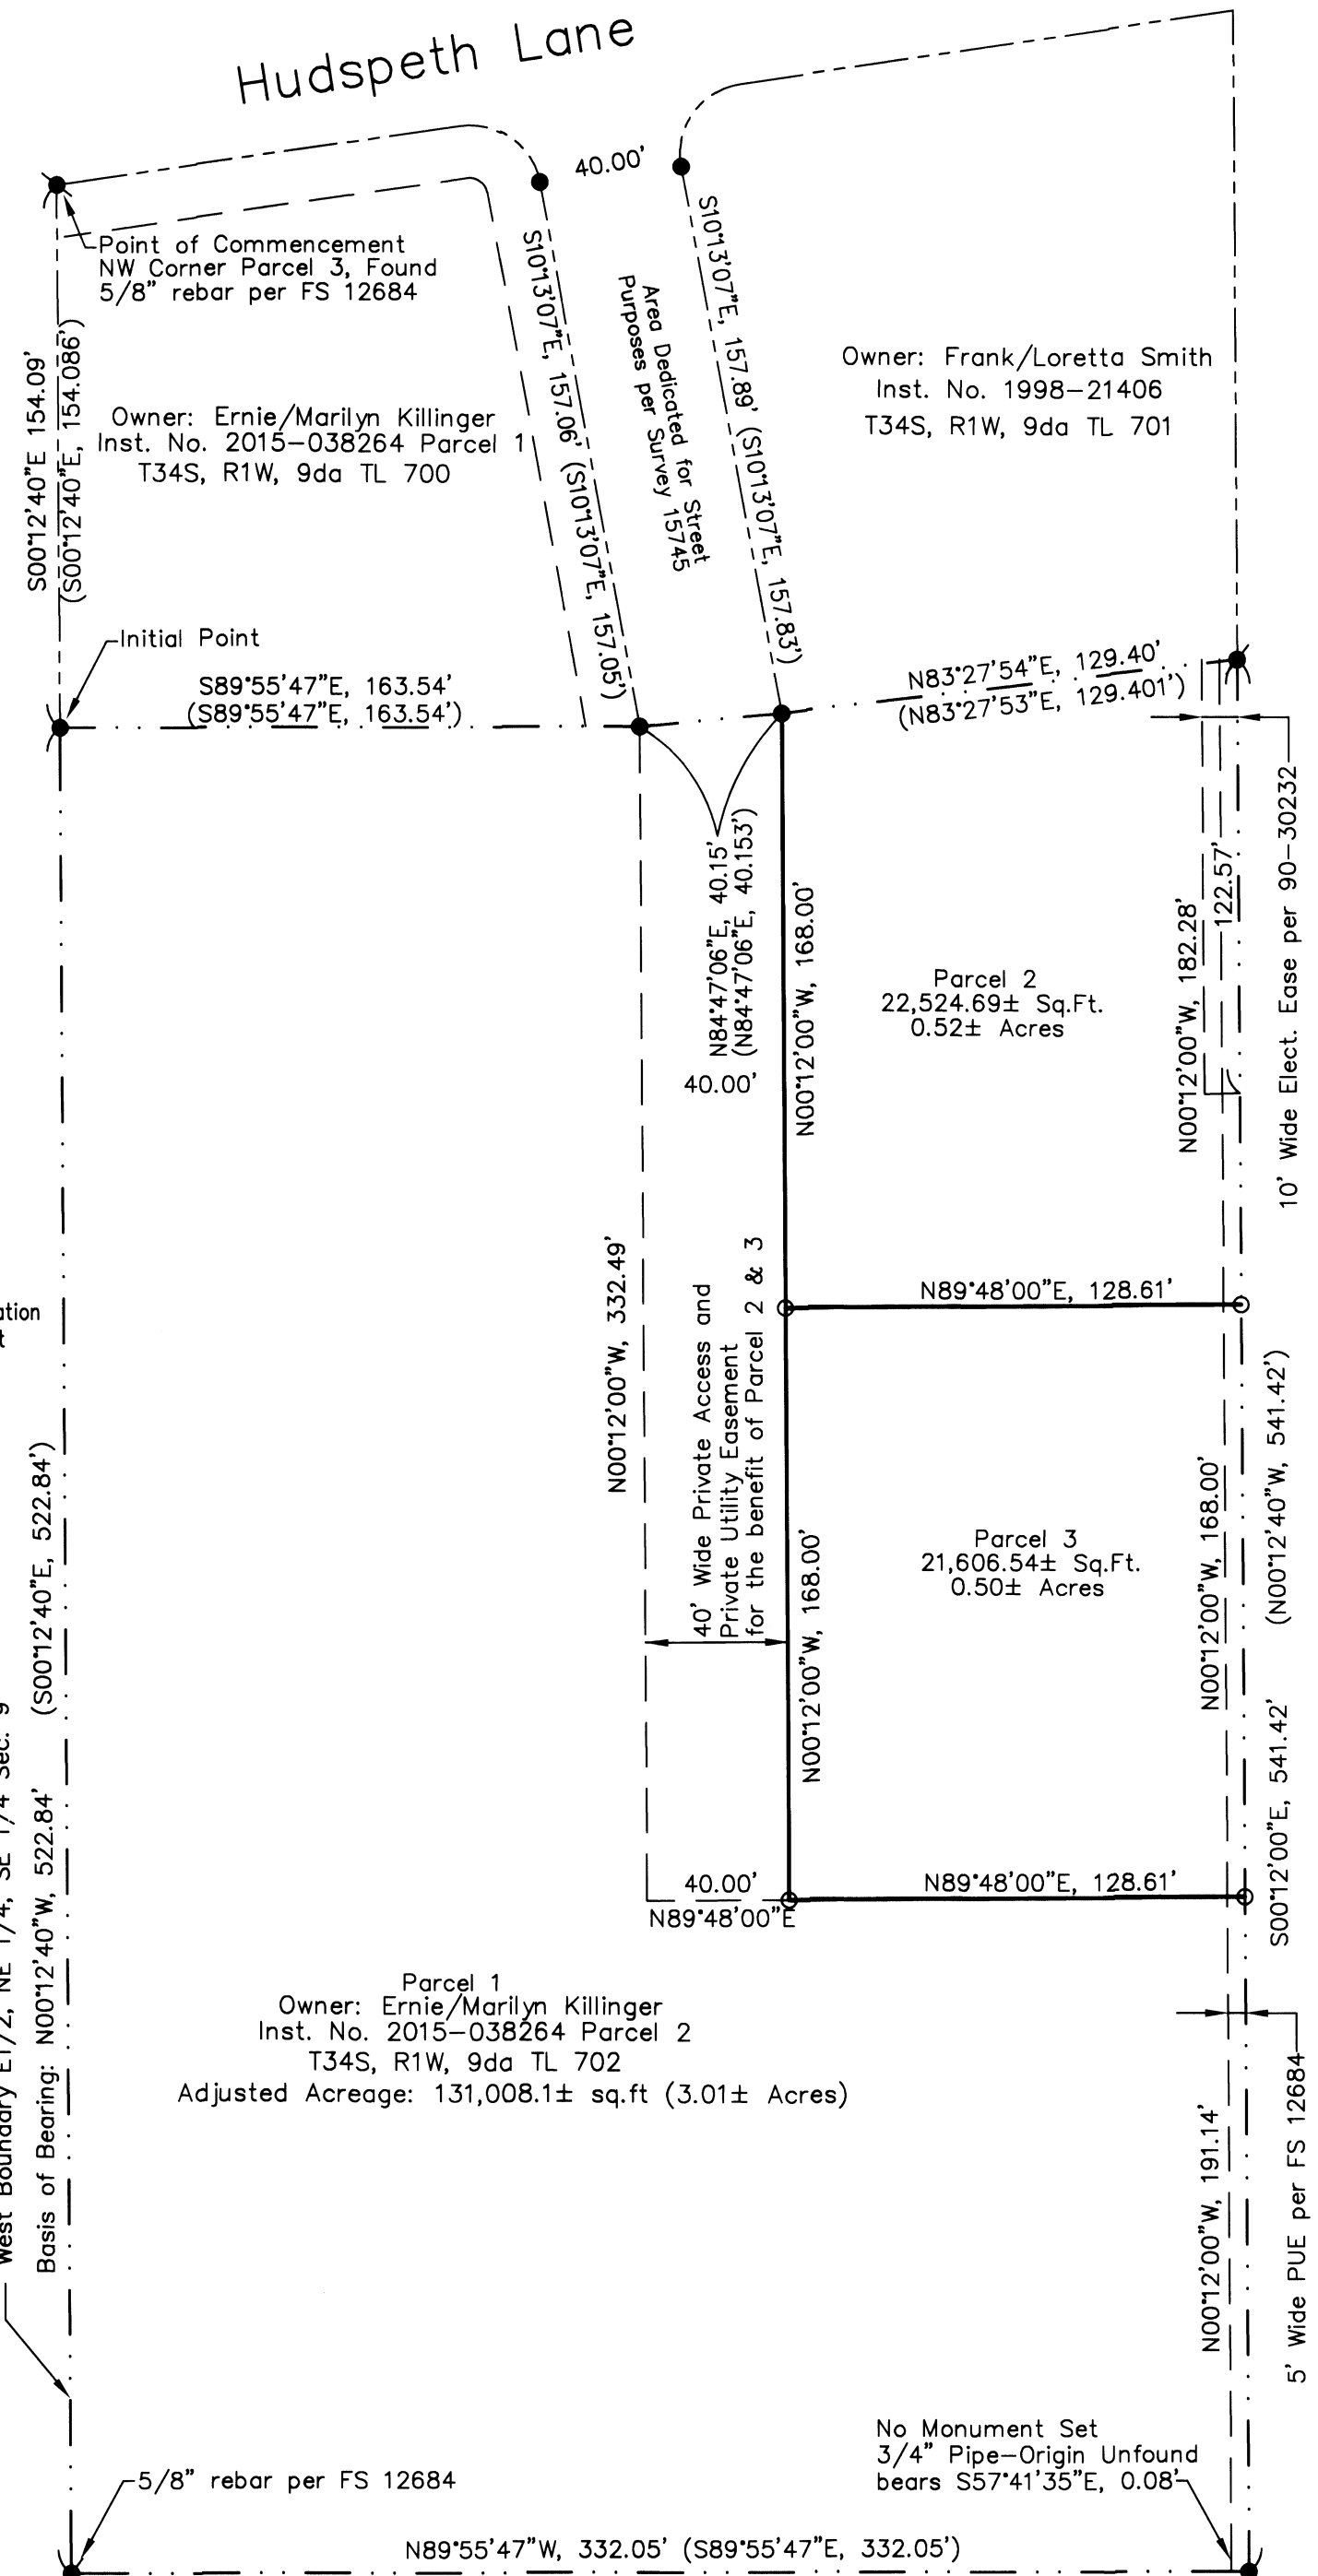 Hudspeth Lane
40.00'
Point of Commencement
NW Corner Parcel 3, Found
5/8" rebar per FS 12684
S10°13'07"E, 157.06' (S10°13'07"E, 157.05')
Area Dedicated for Street
Purposes per Survey 15745
S10°13'07"E, 157.89' (S10°13'07"E, 157.83')
Owner: Frank/Loretta Smith
Inst. No. 1998-21406
T34S, R1W, 9da TL 701
S00°12'40"E 154.09'
(S00°12'40"E, 154.086')
Owner: Ernie/Marilyn Killinger
Inst. No. 2015-038264 Parcel 1
T34S, R1W, 9da TL 700
Initial Point
S89°55'47"E, 163.54'
(S89°55'47"E, 163.54')
N83°27'54"E, 129.40'
(N83°27'53"E, 129.401')
N84°47'06"E, 40.15'
(N84°47'06"E, 40.153')
40.00'
N00°12'00"W, 168.00'
Parcel 2
22,524.69± Sq.Ft.
0.52± Acres
N00°12'00"W, 182.28'
122.57'
10' Wide Elect. Ease per 90-30232
N00°12'00"W, 332.49'
40' Wide Private Access and
Private Utility Easement
for the benefit of Parcel 2 & 3
N89°48'00"E, 128.61'
N00°12'00"W, 168.00'
Parcel 3
21,606.54± Sq.Ft.
0.50± Acres
N00°12'00"W, 168.00'
(N00°12'40"W, 541.42')
S00°12'00"E, 541.42'
40.00'
N89°48'00"E
N89°48'00"E, 128.61'
(S00°12'40"E, 522.84')
Basis of Bearing: N00°12'40"W, 522.84'
West Boundary E1/2, NE 1/4, SE 1/4 Sec. 9
Parcel 1
Owner: Ernie/Marilyn Killinger
Inst. No. 2015-038264 Parcel 2
T34S, R1W, 9da TL 702
Adjusted Acreage: 131,008.1± sq.ft (3.01± Acres)
N00°12'00"W, 191.14'
5' Wide PUE per FS 12684
No Monument Set
3/4" Pipe-Origin Unfound
bears S57°41'35"E, 0.08'
5/8" rebar per FS 12684
N89°55'47"W, 332.05' (S89°55'47"E, 332.05')